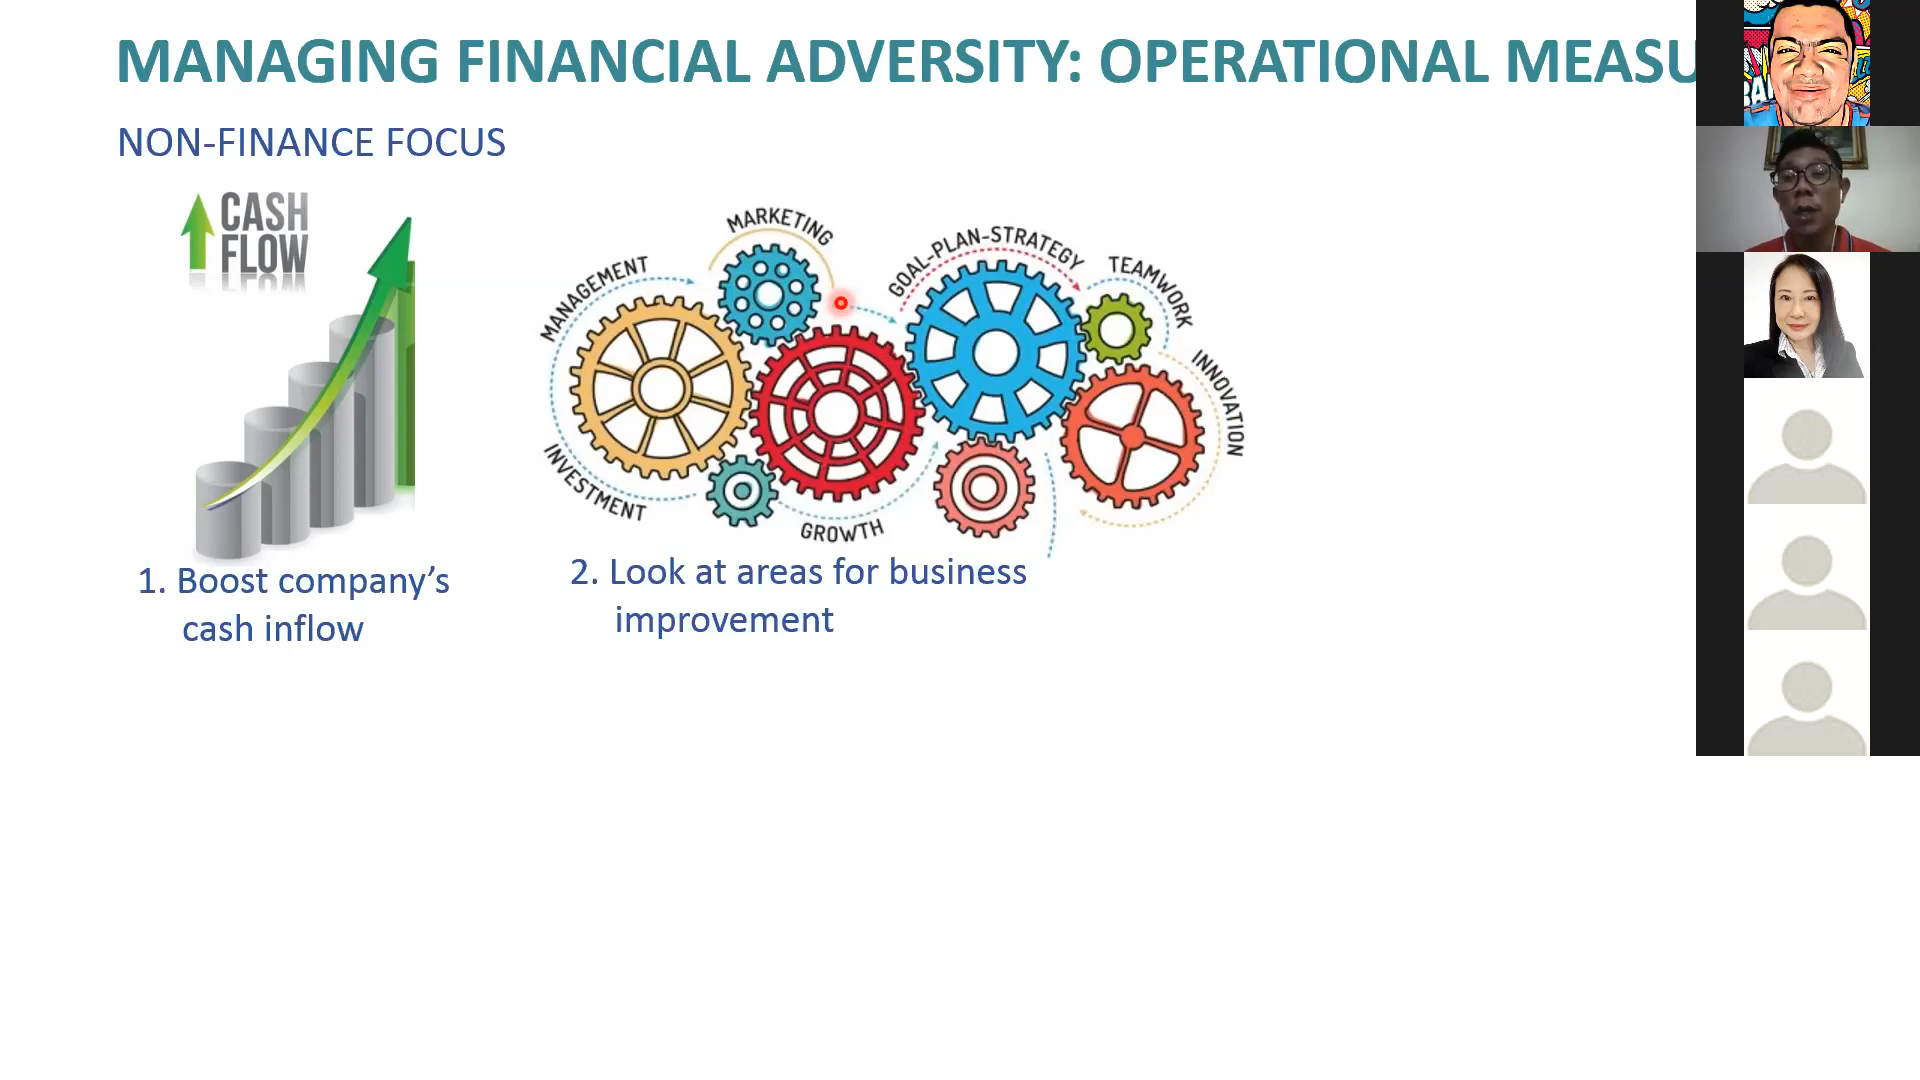 MANAGING FINANCIAL ADVERSITY: OPERATIONAL MEASU
NON-FINANCE FOCUS
CASH
FLOW
MANAGEMENT
MARKETING
GOAL-PLAN-STRATEGY
TEAMWORK
INNOVATION
INVESTMENT
GROWTH
1. Boost company’s
cash inflow
2. Look at areas for business
improvement